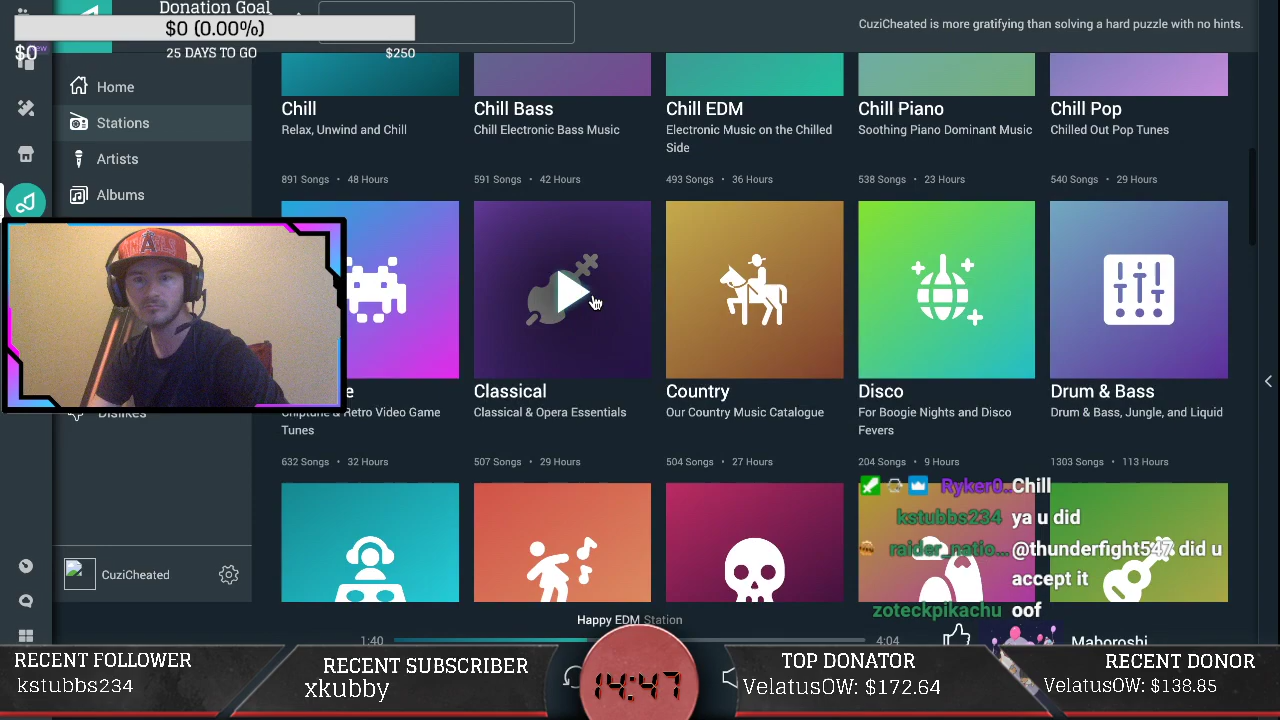 Donation Goal
$0 (0.00%)
$0
25 DAYS TO GO
$250
CuziCheated is more gratifying than solving a hard puzzle with no hints.
Home
Stations
Artists
Albums
Dislikes
CuziCheated
Chill
Relax, Unwind and Chill
891 Songs • 48 Hours
Chill Bass
Chill Electronic Bass Music
591 Songs • 42 Hours
Chill EDM
Electronic Music on the Chilled
Side
493 Songs • 36 Hours
Chill Piano
Soothing Piano Dominant Music
538 Songs • 23 Hours
Chill Pop
Chilled Out Pop Tunes
540 Songs • 29 Hours
Chiptune & Retro Video Game
Tunes
632 Songs • 32 Hours
Classical
Classical & Opera Essentials
507 Songs • 29 Hours
Country
Our Country Music Catalogue
504 Songs • 27 Hours
Disco
For Boogie Nights and Disco
Fevers
204 Songs • 9 Hours
Drum & Bass
Drum & Bass, Jungle, and Liquid
1303 Songs • 113 Hours
Ryker0.. Chill
kstubbs234 ya u did
raider_natio... @thunderfight547 did u
accept it
zoteckpikachu oof
Happy EDM Station
1:40
4:04
Maboroshi
RECENT FOLLOWER
kstubbs234
RECENT SUBSCRIBER
xkubby
14:47
TOP DONATOR
VelatusOW: $172.64
RECENT DONOR
VelatusOW: $138.85